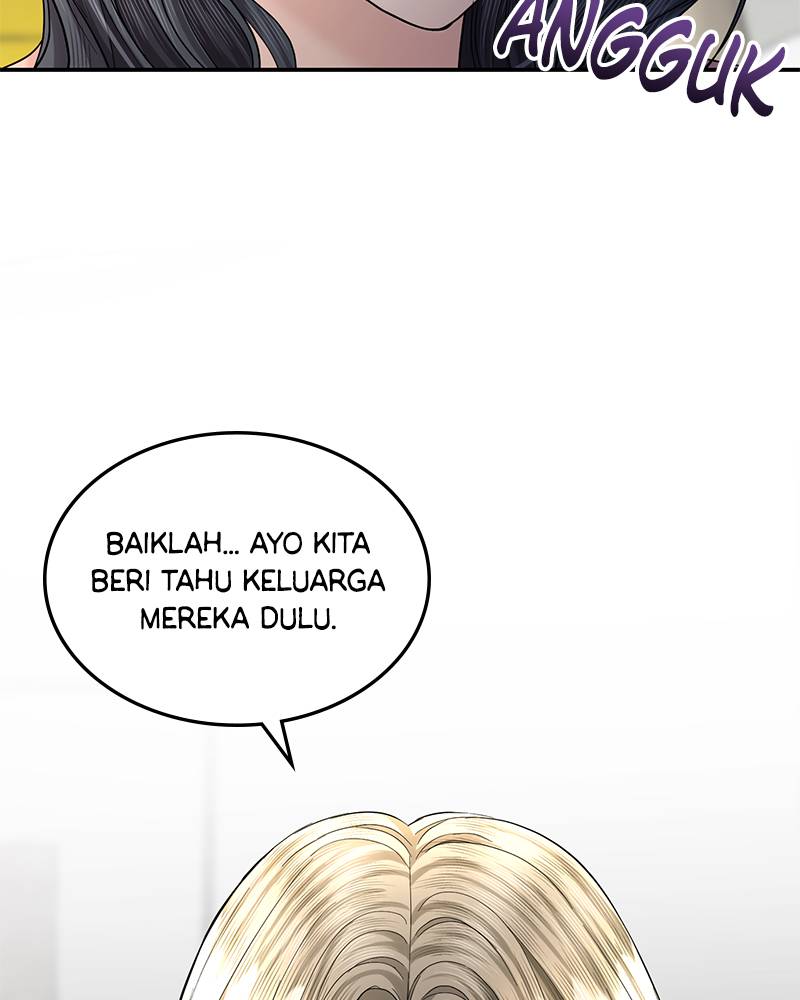 ANGGUK
BAIKLAH... AYO KITA
BERI TAHU KELUARGA
MEREKA DULU.